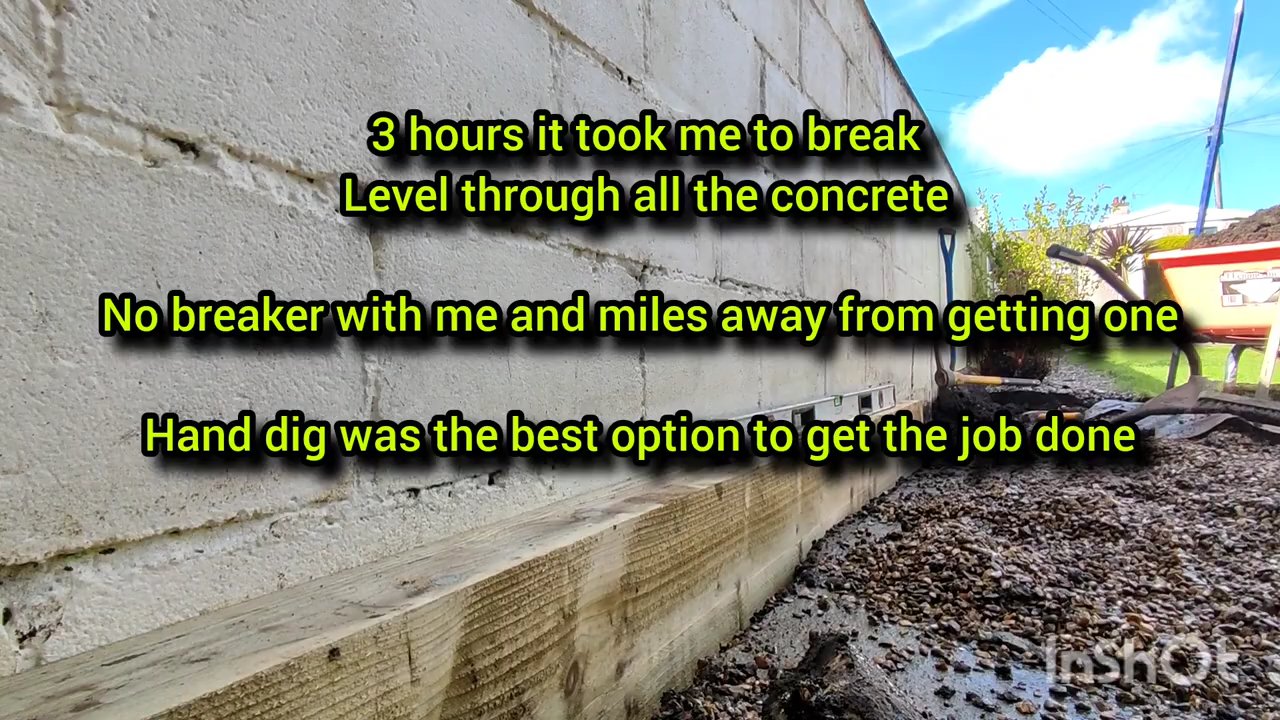 3 hours it took me to break
Level through all the concrete
No breaker with me and miles away from getting one
Hand dig was the best option to get the job done
InShOt